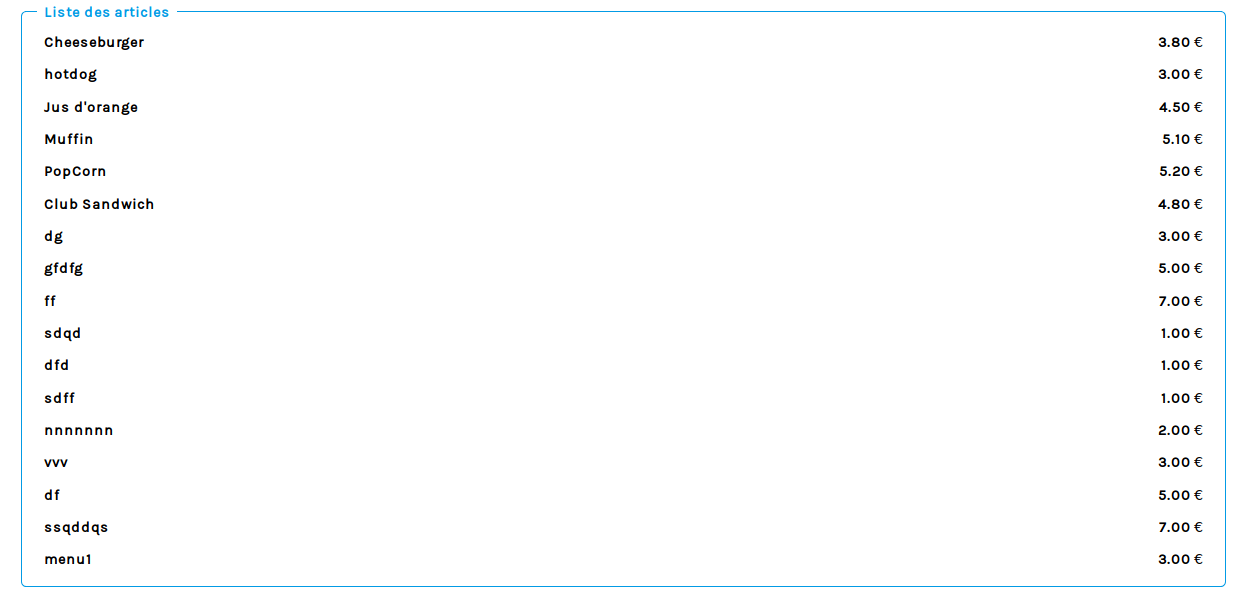 Liste des articles
Cheeseburger 3.80 €
hotdog 3.00 €
Jus d'orange 4.50 €
Muffin 5.10 €
PopCorn 5.20 €
Club Sandwich 4.80 €
dg 3.00 €
gfdfg 5.00 €
ff 7.00 €
sdqd 1.00 €
dfd 1.00 €
sdff 1.00 €
nnnnnnn 2.00 €
vvv 3.00 €
df 5.00 €
ssqddqs 7.00 €
menu1 3.00 €